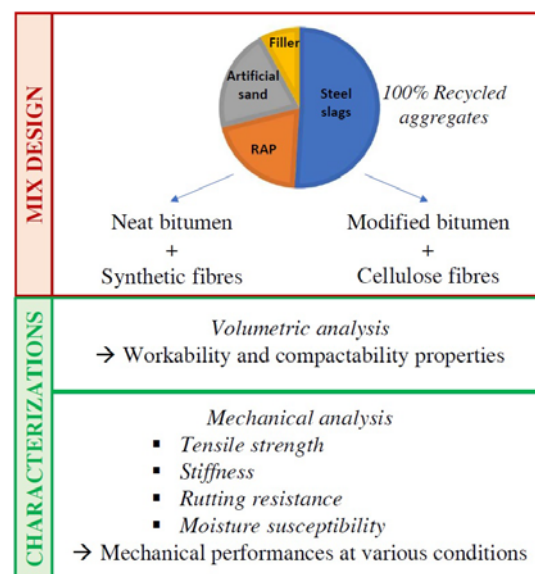 MIX DESIGN
Filler
Artificial
sand
Steel
slags
RAP
100% Recycled
aggregates
Neat bitumen
+
Synthetic fibres
Modified bitumen
+
Cellulose fibres
CHARACTERIZATIONS
Volumetric analysis
→ Workability and compactability properties
Mechanical analysis
▪ Tensile strength
▪ Stiffness
▪ Rutting resistance
▪ Moisture susceptibility
→ Mechanical performances at various conditions